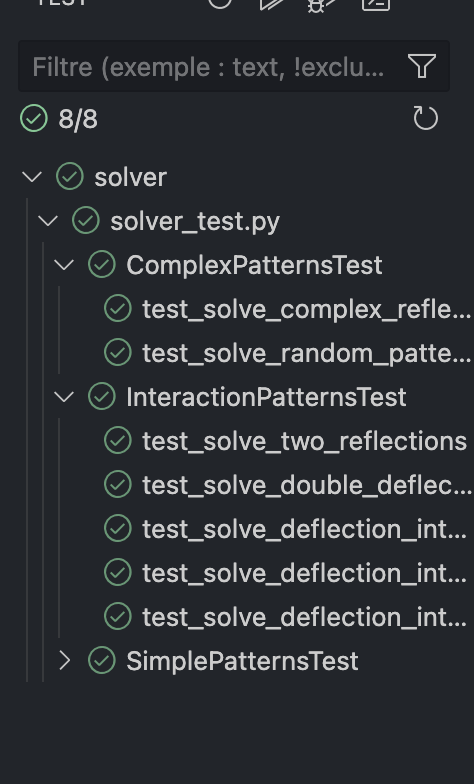 TEST
Filtre (exemple : text, !exclu...
8/8
solver
solver_test.py
ComplexPatternsTest
test_solve_complex_refle...
test_solve_random_patte...
InteractionPatternsTest
test_solve_two_reflections
test_solve_double_deflec...
test_solve_deflection_int...
test_solve_deflection_int...
test_solve_deflection_int...
SimplePatternsTest